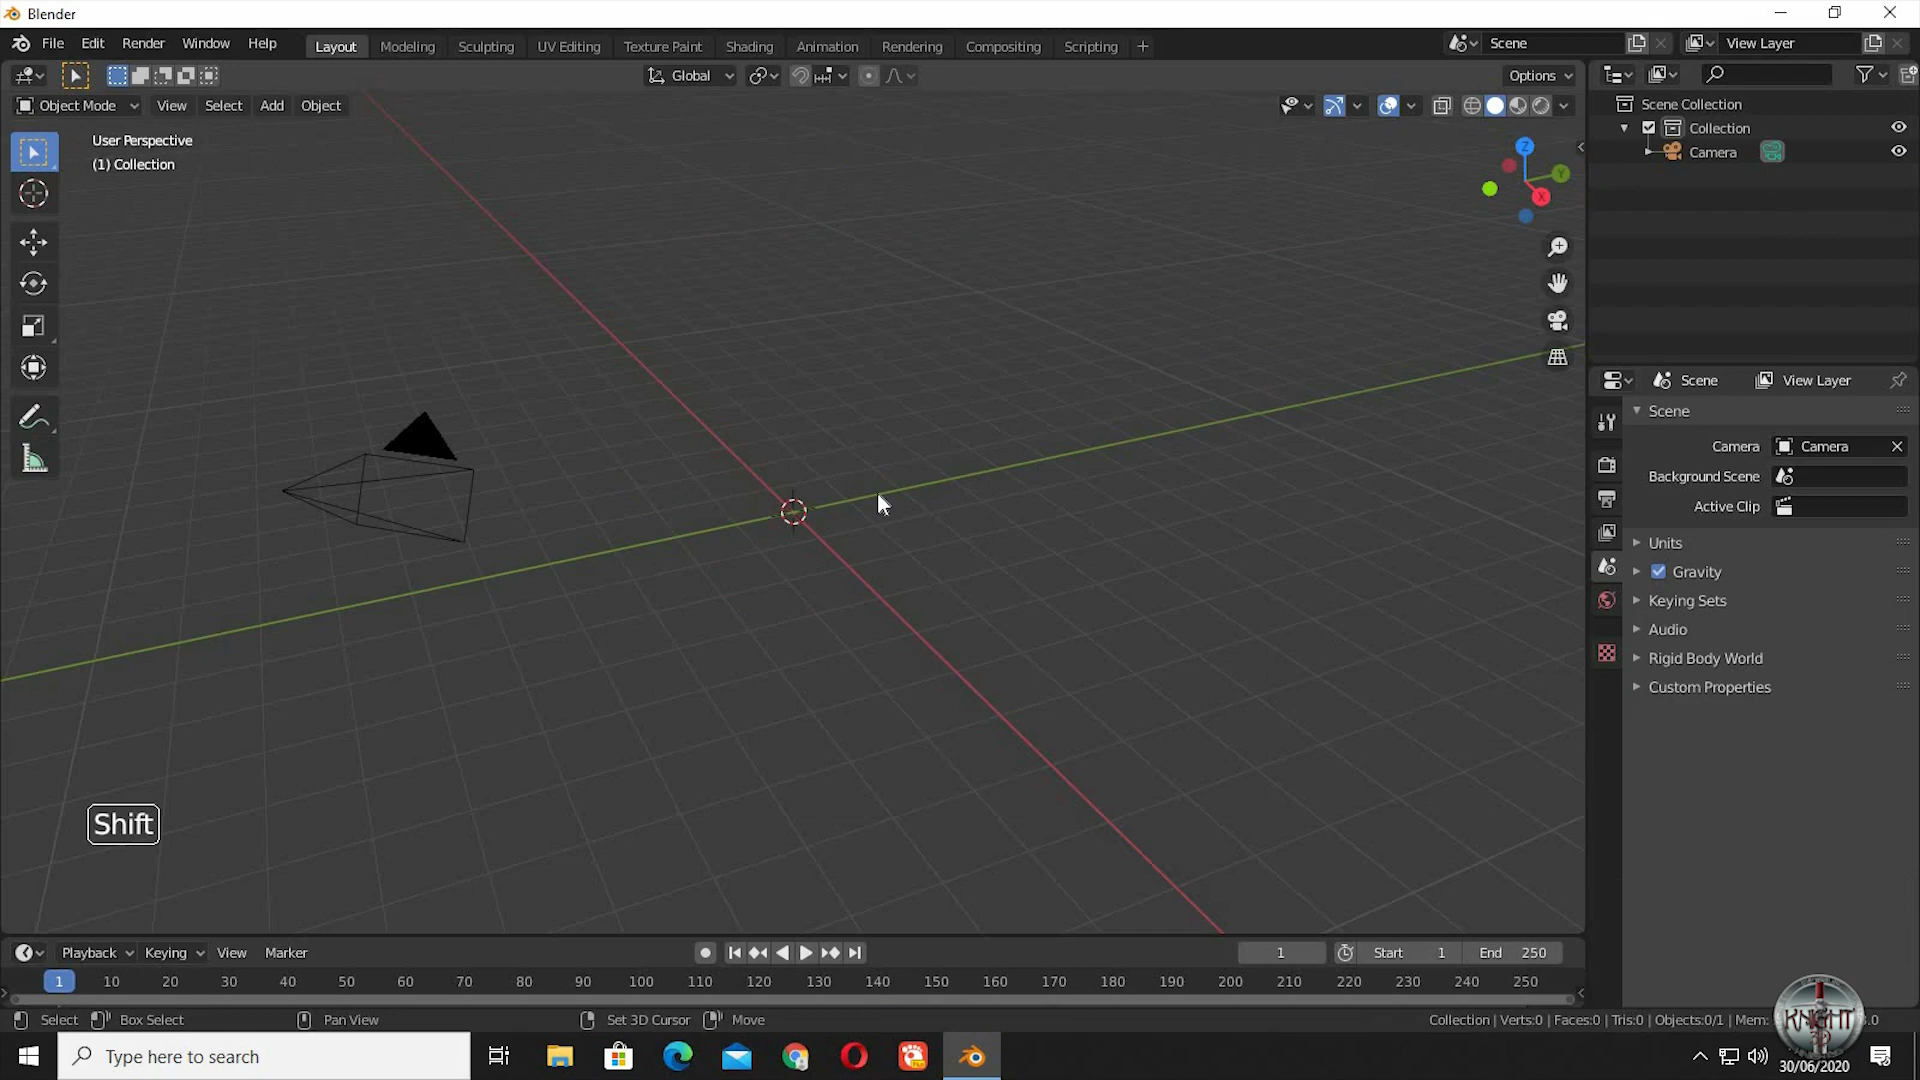 Blender
File Edit Render Window Help
Layout Modeling Sculpting UV Editing Texture Paint Shading Animation Rendering Compositing Scripting +
Scene
View Layer
Global
Options
Object Mode View Select Add Object
User Perspective
(1) Collection
Z
Y
X
Scene Collection
Collection
Camera
Scene View Layer
Scene
Camera Camera
Background Scene
Active Clip
Units
Gravity
Keying Sets
Audio
Rigid Body World
Custom Properties
Shift
Playback Keying View Marker
1 Start 1 End 250
1 10 20 30 40 50 60 70 80 90 100 110 120 130 140 150 160 170 180 190 200 210 220 230 240 250
Select Box Select Pan View Set 3D Cursor Move
Collection | Verts:0 | Faces:0 | Tris:0 | Objects:0/1 | Mem:
KNIGHT
3D
Type here to search
30/06/2020